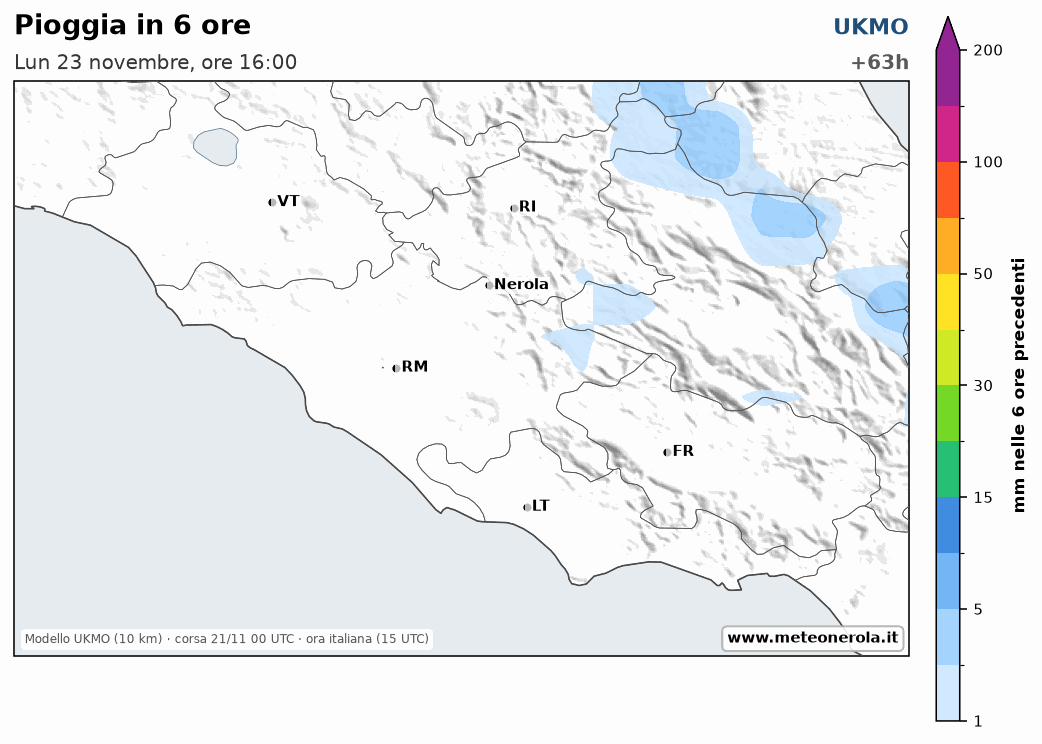 Pioggia in 6 ore
UKMO
Lun 23 novembre, ore 16:00
+63h
VT
RI
Nerola
RM
FR
LT
Modello UKMO (10 km) · corsa 21/11 00 UTC · ora italiana (15 UTC)
www.meteonerola.it
200
100
50
30
15
5
1
mm nelle 6 ore precedenti